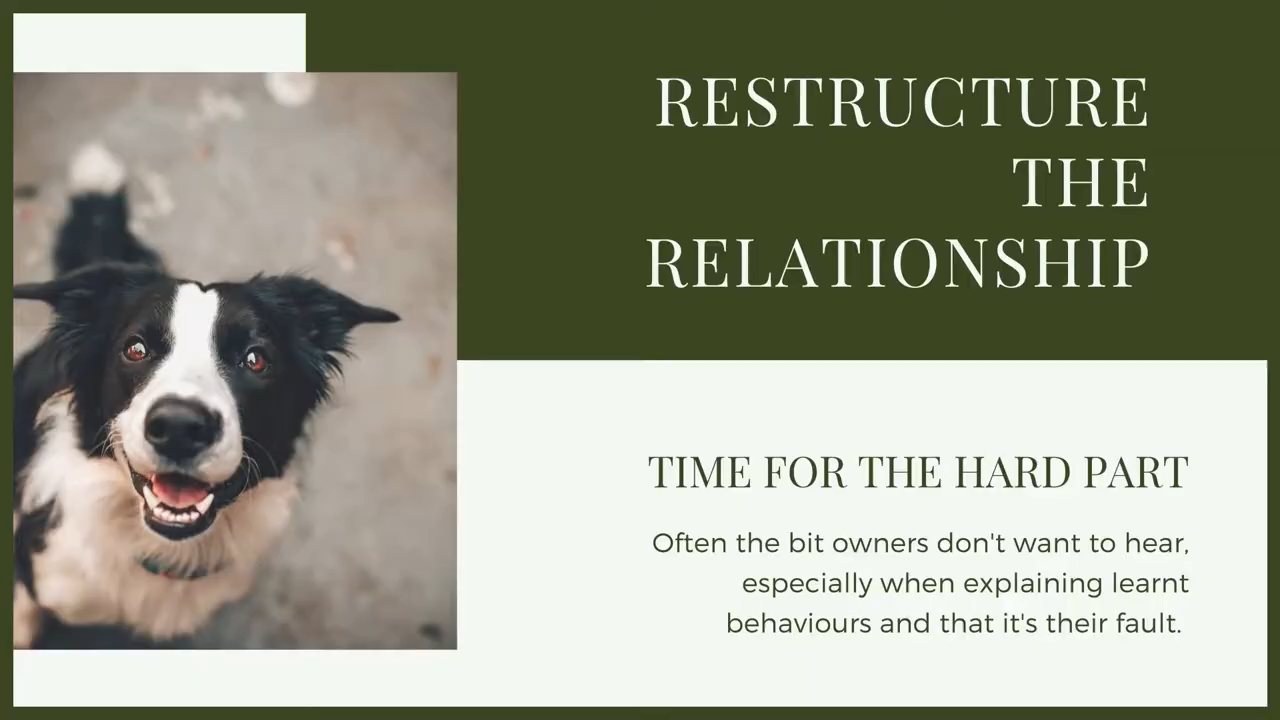 RESTRUCTURE
THE
RELATIONSHIP
TIME FOR THE HARD PART
Often the bit owners don't want to hear,
especially when explaining learnt
behaviours and that it's their fault.